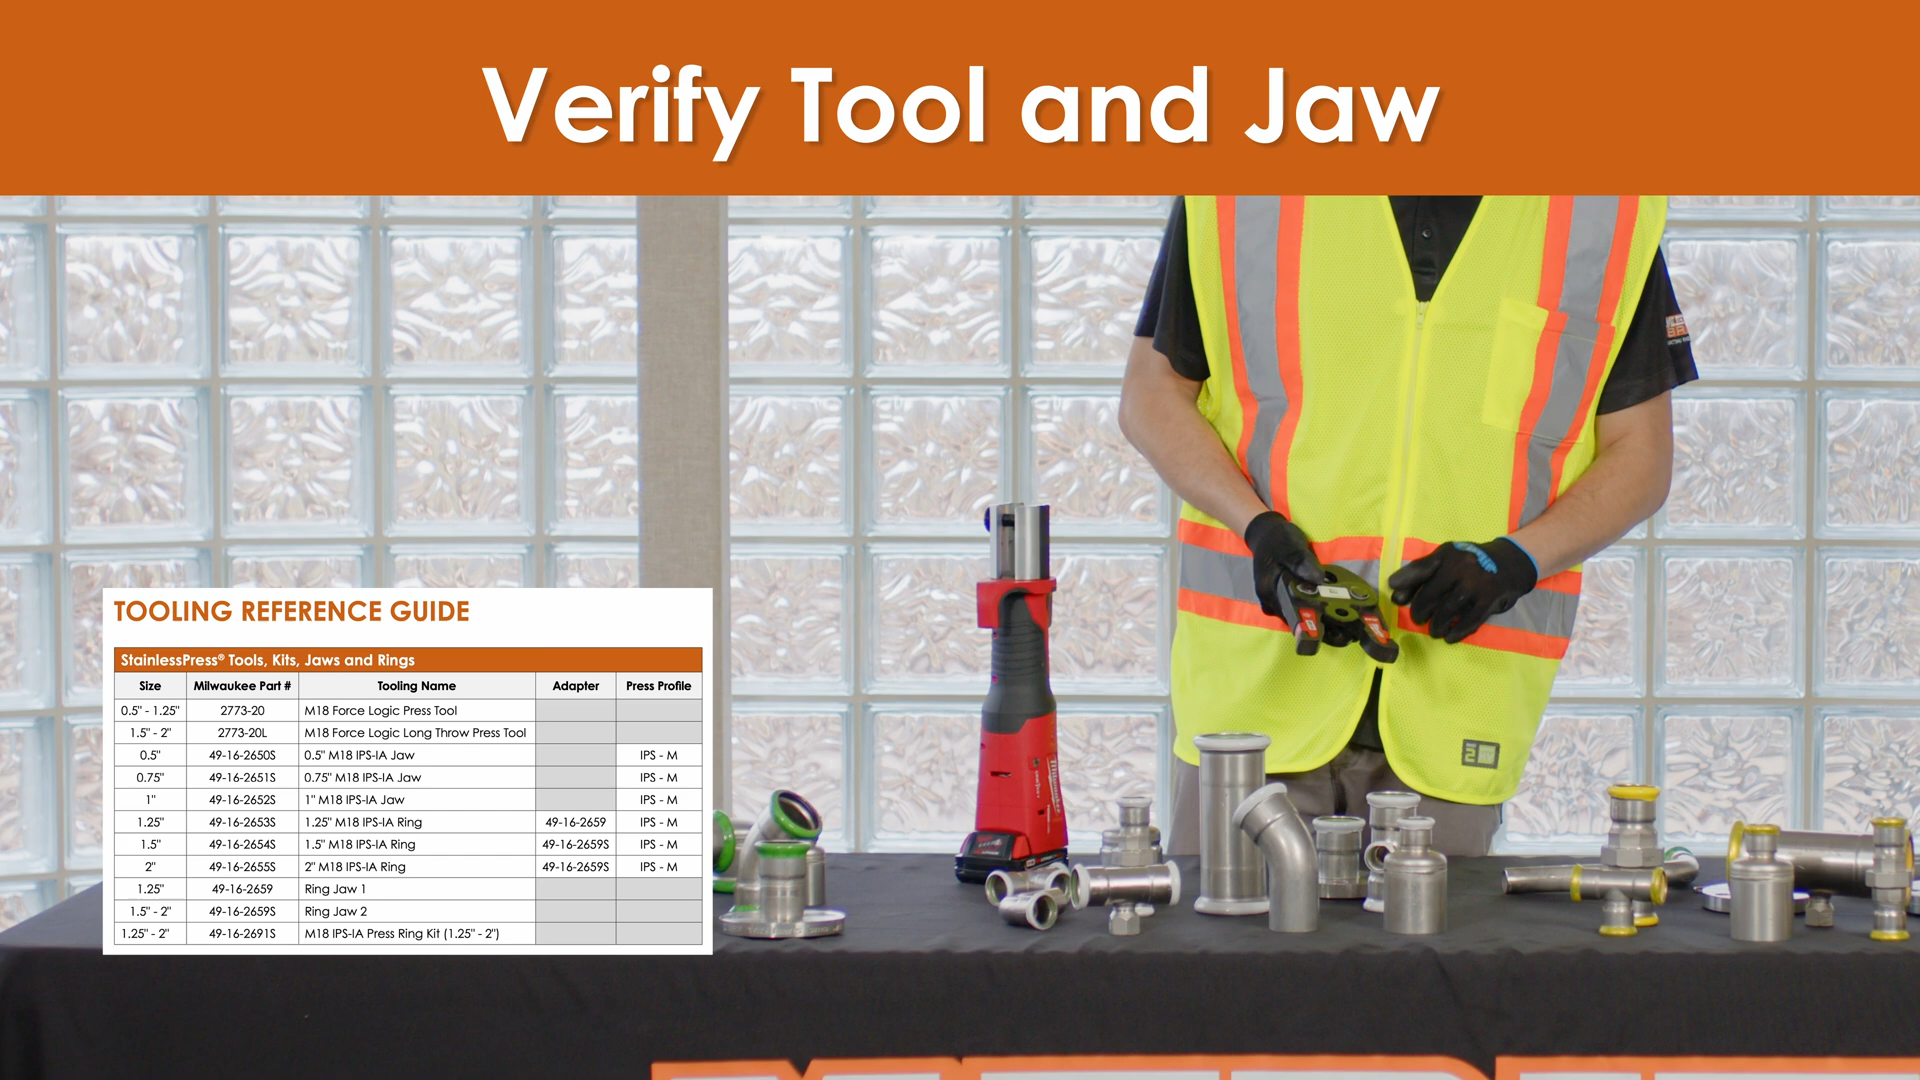 Verify Tool and Jaw
TOOLING REFERENCE GUIDE
StainlessPress® Tools, Kits, Jaws and Rings
Size Milwaukee Part # Tooling Name Adapter Press Profile
0.5" - 1.25" 2773-20 M18 Force Logic Press Tool
1.5" - 2" 2773-20L M18 Force Logic Long Throw Press Tool
0.5" 49-16-2650S 0.5" M18 IPS-IA Jaw IPS - M
0.75" 49-16-2651S 0.75" M18 IPS-IA Jaw IPS - M
1" 49-16-2652S 1" M18 IPS-IA Jaw IPS - M
1.25" 49-16-2653S 1.25" M18 IPS-IA Ring 49-16-2659 IPS - M
1.5" 49-16-2654S 1.5" M18 IPS-IA Ring 49-16-2659S IPS - M
2" 49-16-2655S 2" M18 IPS-IA Ring 49-16-2659S IPS - M
1.25" 49-16-2659 Ring Jaw 1
1.5" - 2" 49-16-2659S Ring Jaw 2
1.25" - 2" 49-16-2691S M18 IPS-IA Press Ring Kit (1.25" - 2")
Milwaukee